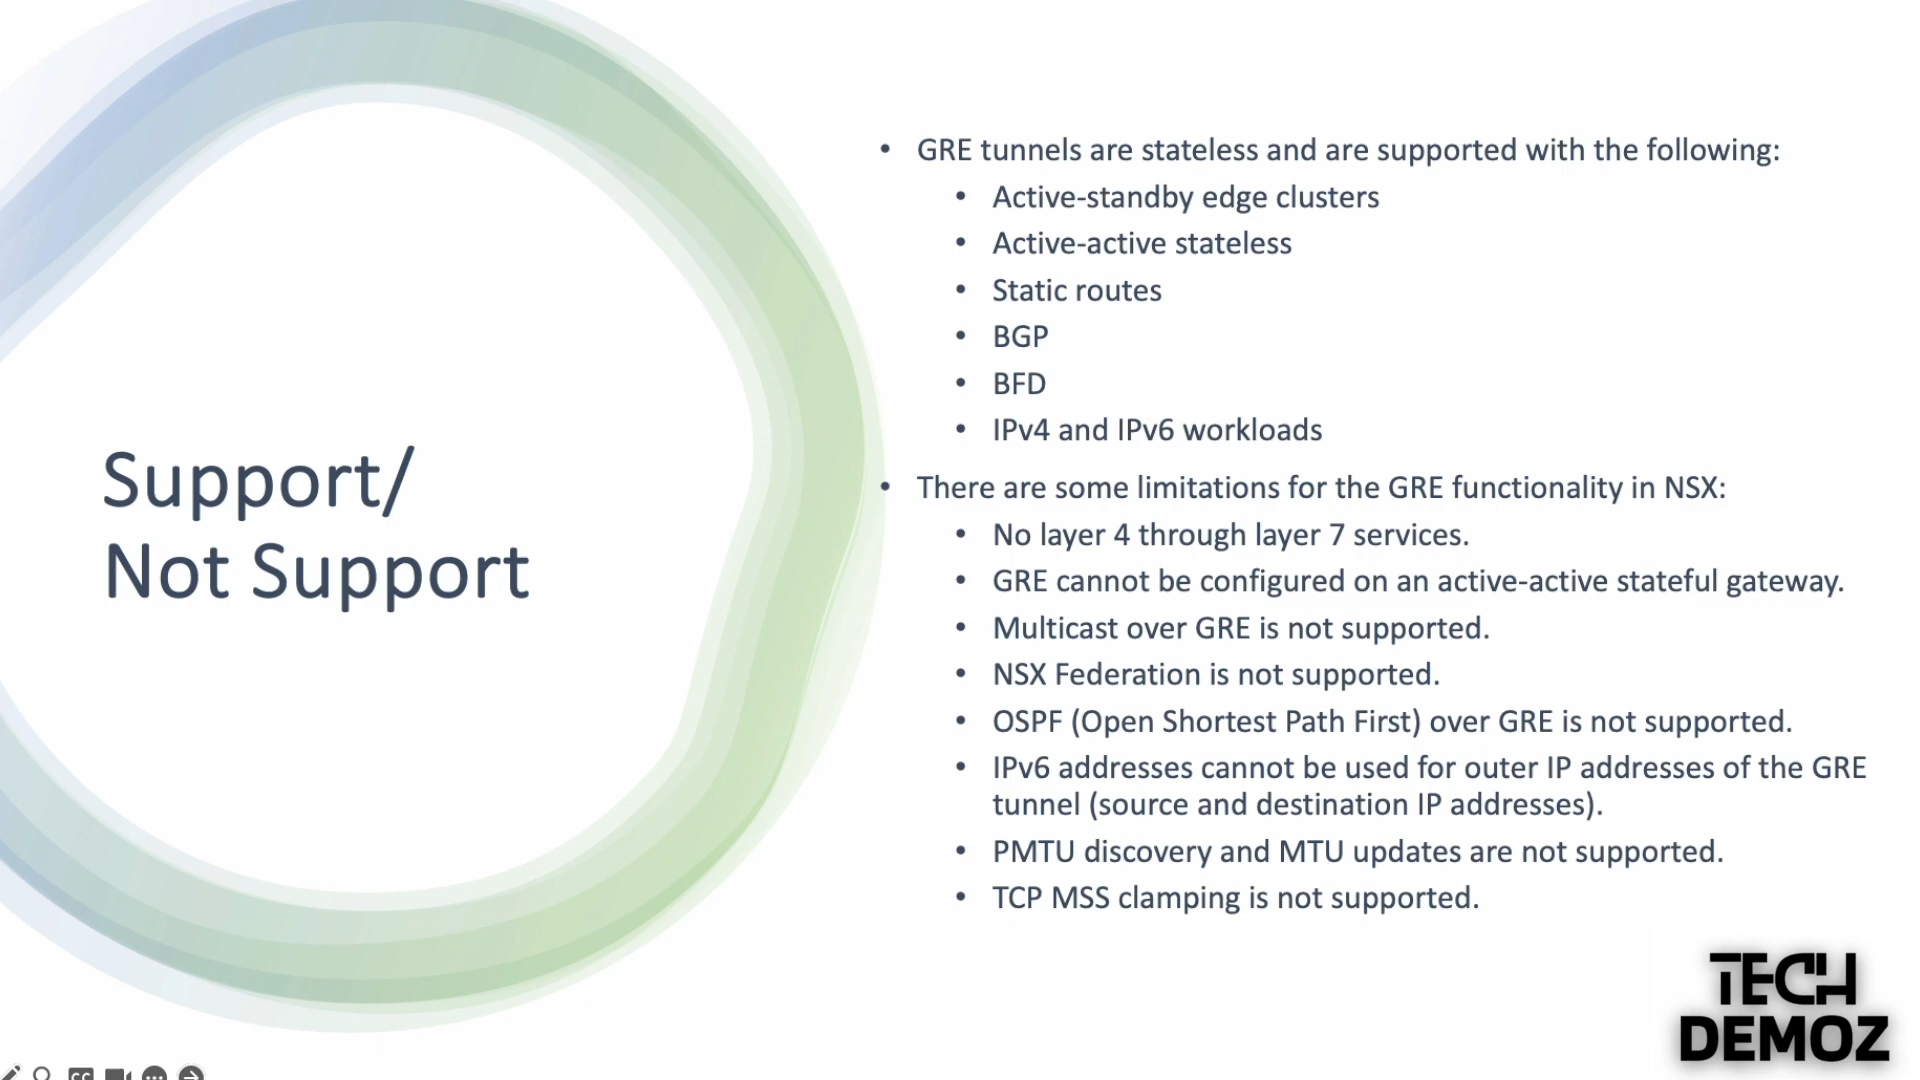 Support/
Not Support
• GRE tunnels are stateless and are supported with the following:
• Active-standby edge clusters
• Active-active stateless
• Static routes
• BGP
• BFD
• IPv4 and IPv6 workloads
• There are some limitations for the GRE functionality in NSX:
• No layer 4 through layer 7 services.
• GRE cannot be configured on an active-active stateful gateway.
• Multicast over GRE is not supported.
• NSX Federation is not supported.
• OSPF (Open Shortest Path First) over GRE is not supported.
• IPv6 addresses cannot be used for outer IP addresses of the GRE
tunnel (source and destination IP addresses).
• PMTU discovery and MTU updates are not supported.
• TCP MSS clamping is not supported.
TECH
DEMOZ
CC